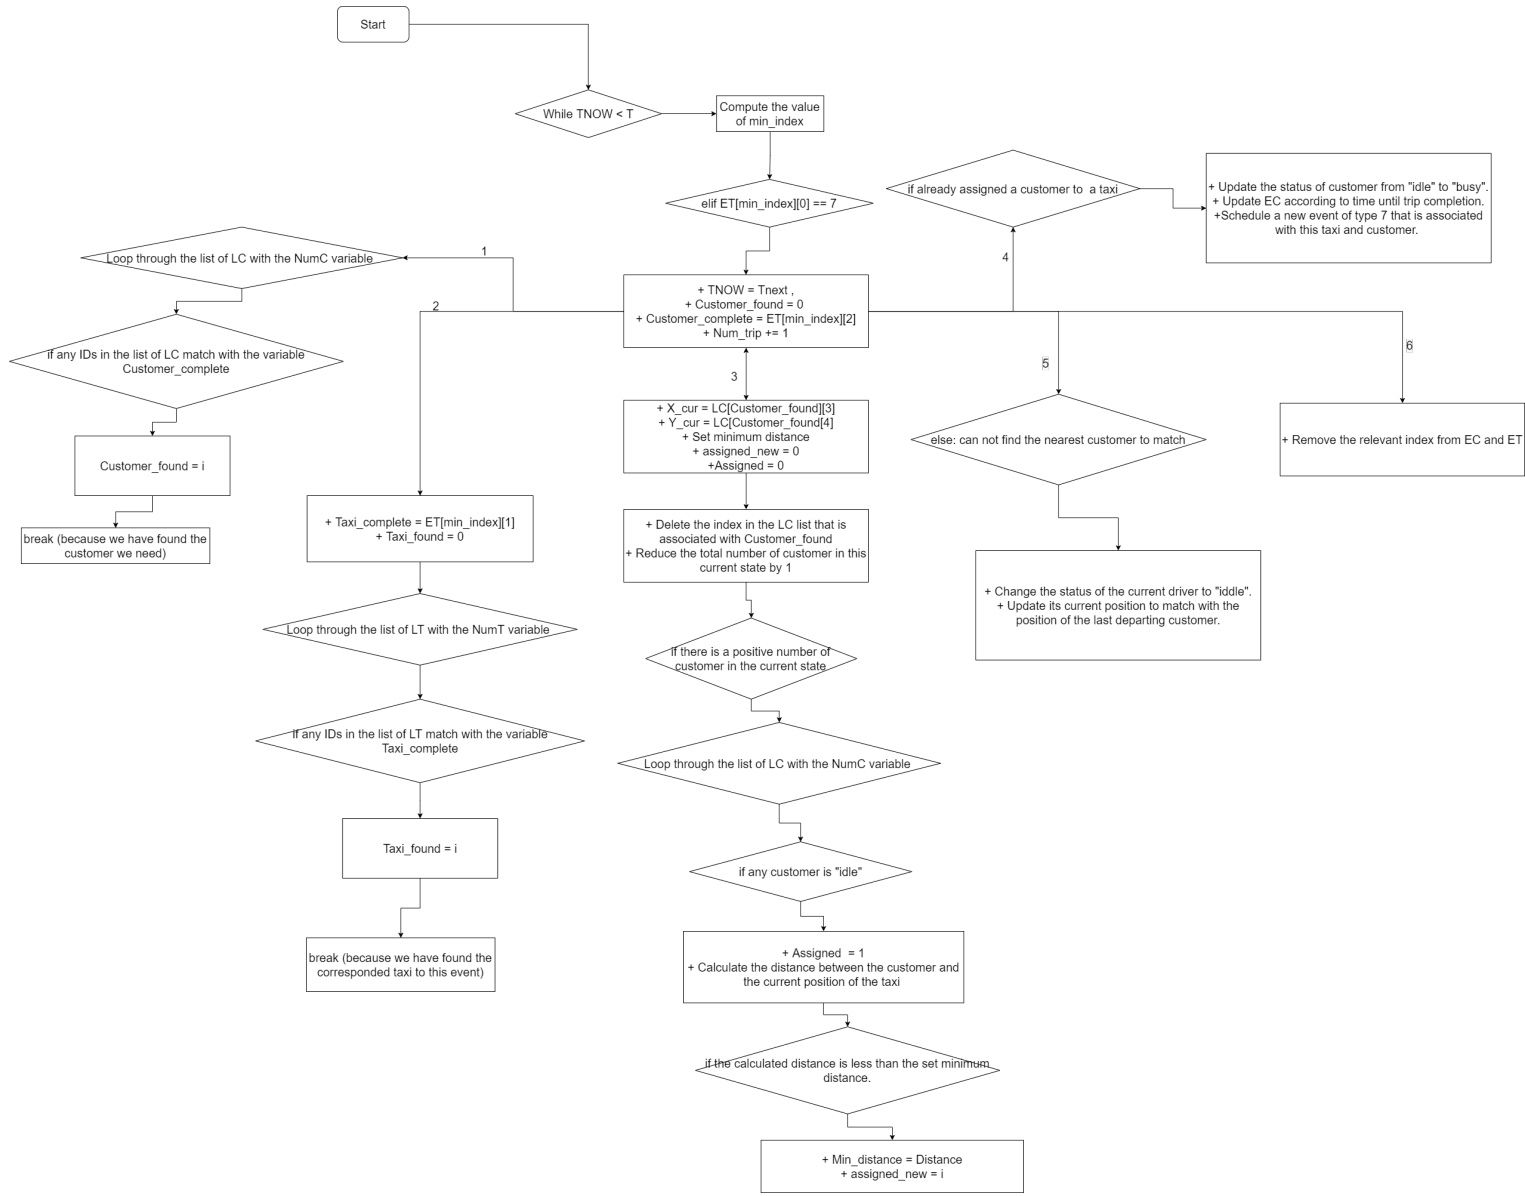 Start
While TNOW < T
Compute the value
of min_index
elif ET[min_index][0] == 7
if already assigned a customer to  a taxi
+ Update the status of customer from "idle" to "busy".
+ Update EC according to time until trip completion.
+Schedule a new event of type 7 that is associated
with this taxi and customer.
1
Loop through the list of LC with the NumC variable
4
+ TNOW = Tnext ,
+ Customer_found = 0
+ Customer_complete = ET[min_index][2]
+ Num_trip += 1
2
if any IDs in the list of LC match with the variable
Customer_complete
3
5
6
+ X_cur = LC[Customer_found][3]
+ Y_cur = LC[Customer_found[4]
+ Set minimum distance
+ assigned_new = 0
+Assigned = 0
else: can not find the nearest customer to match
+ Remove the relevant index from EC and ET
Customer_found = i
+ Taxi_complete = ET[min_index][1]
+ Taxi_found = 0
+ Delete the index in the LC list that is
associated with Customer_found
+ Reduce the total number of customer in this
current state by 1
break (because we have found the
customer we need)
+ Change the status of the current driver to "iddle".
+ Update its current position to match with the
position of the last departing customer.
Loop through the list of LT with the NumT variable
if there is a positive number of
customer in the current state
if any IDs in the list of LT match with the variable
Taxi_complete
Loop through the list of LC with the NumC variable
Taxi_found = i
if any customer is "idle"
break (because we have found the
corresponded taxi to this event)
+ Assigned  = 1
+ Calculate the distance between the customer and
the current position of the taxi
if the calculated distance is less than the set minimum
distance.
+ Min_distance = Distance
+ assigned_new = i